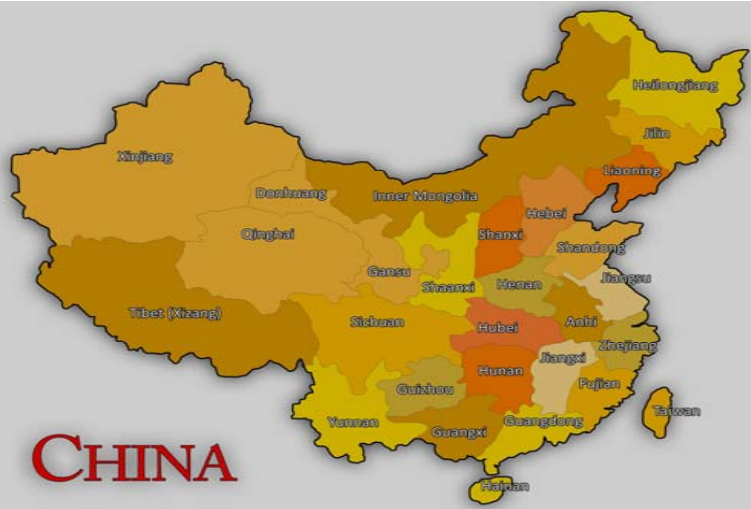 Heilongjiang
Jilin
Xinjiang
Liaoning
Donhuang
Inner Mongolia
Hebei
Qinghai
Shanxi
Shandong
Gansu
Jiangsu
Shaanxi
Henan
Tibet (Xizang)
Sichuan
Anhi
Hubei
Zhejiang
Jiangxi
Hunan
Guizhou
Fujian
Taiwan
Yunnan
Guangdong
Guangxi
CHINA
Hainan